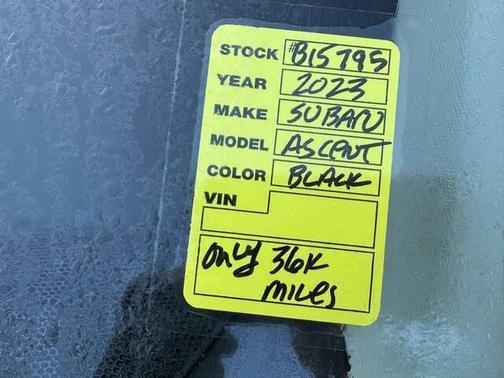 STOCK #B15795
YEAR 2023
MAKE SUBARU
MODEL ASCENT
COLOR BLACK
VIN
only 36K
miles